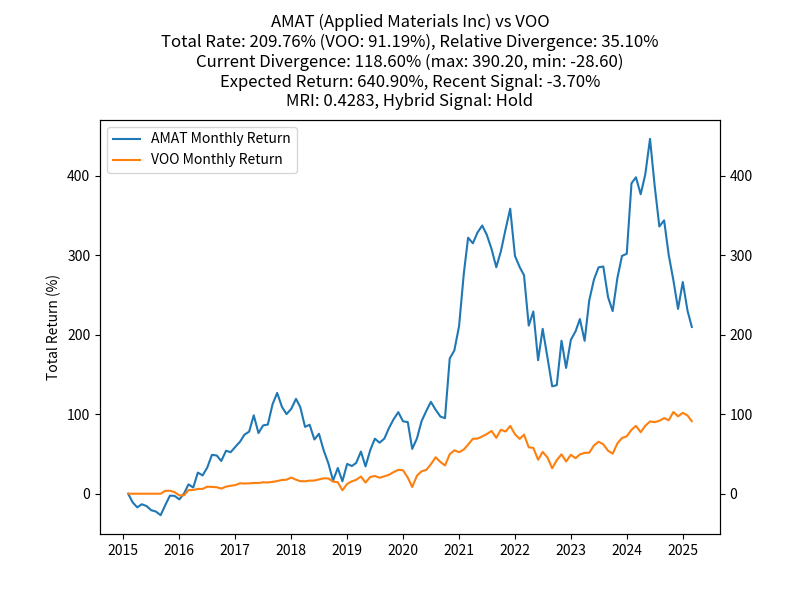 AMAT (Applied Materials Inc) vs VOO
Total Rate: 209.76% (VOO: 91.19%), Relative Divergence: 35.10%
Current Divergence: 118.60% (max: 390.20, min: -28.60)
Expected Return: 640.90%, Recent Signal: -3.70%
MRI: 0.4283, Hybrid Signal: Hold
AMAT Monthly Return
VOO Monthly Return
Total Return (%)
400
300
200
100
0
400
300
200
100
0
2015 2016 2017 2018 2019 2020 2021 2022 2023 2024 2025